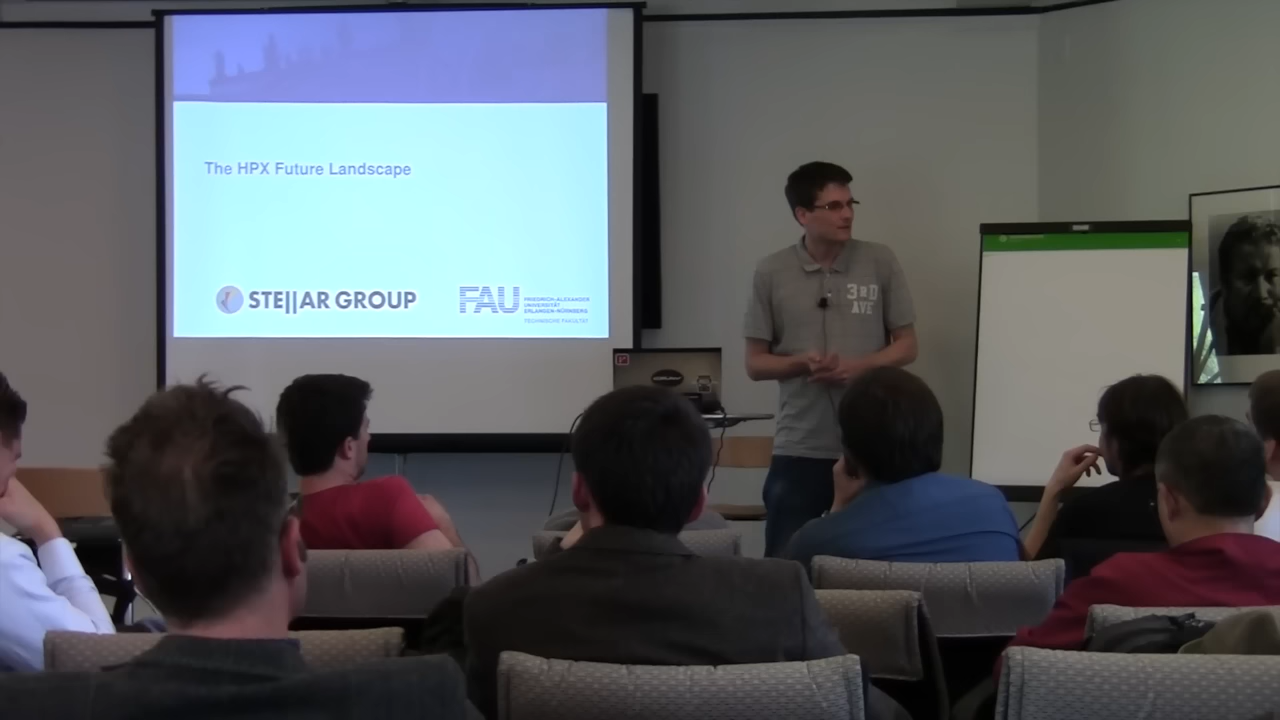 The HPX Future Landscape
STE||AR GROUP
FAU
FRIEDRICH-ALEXANDER
UNIVERSITÄT
ERLANGEN-NÜRNBERG
TECHNISCHE FAKULTÄT
3RD
AVE